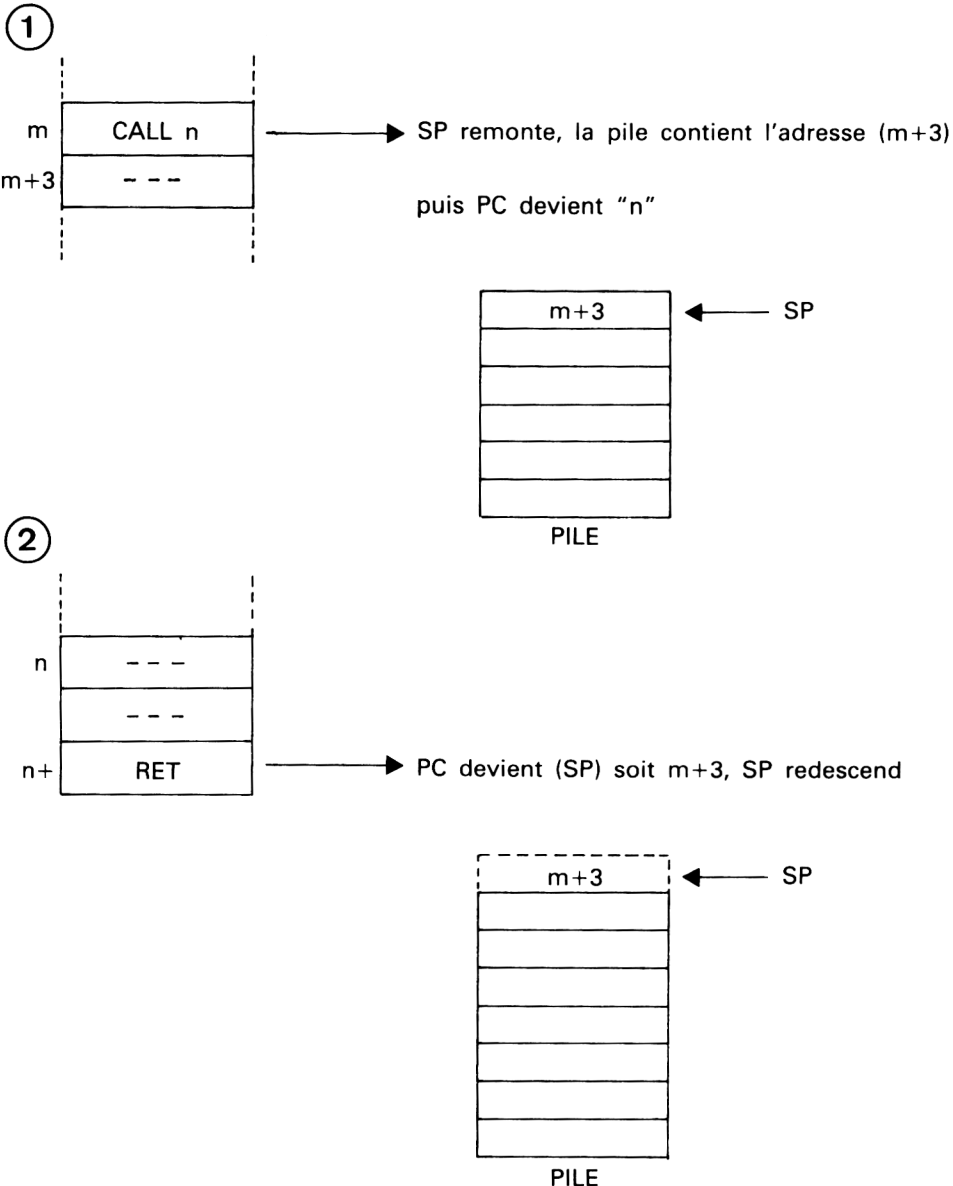 1
m CALL n SP remonte, la pile contient l'adresse (m+3)
m+3 ---
puis PC devient “n”
m+3 SP
PILE
2
n ---
---
n+ RET PC devient (SP) soit m+3, SP redescend
m+3 SP
PILE